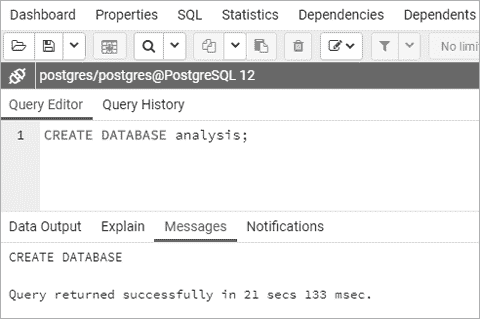 Dashboard Properties SQL Statistics Dependencies Dependents
No limi
postgres/postgres@PostgreSQL 12
Query Editor Query History
1 CREATE DATABASE analysis;
Data Output Explain Messages Notifications
CREATE DATABASE
Query returned successfully in 21 secs 133 msec.